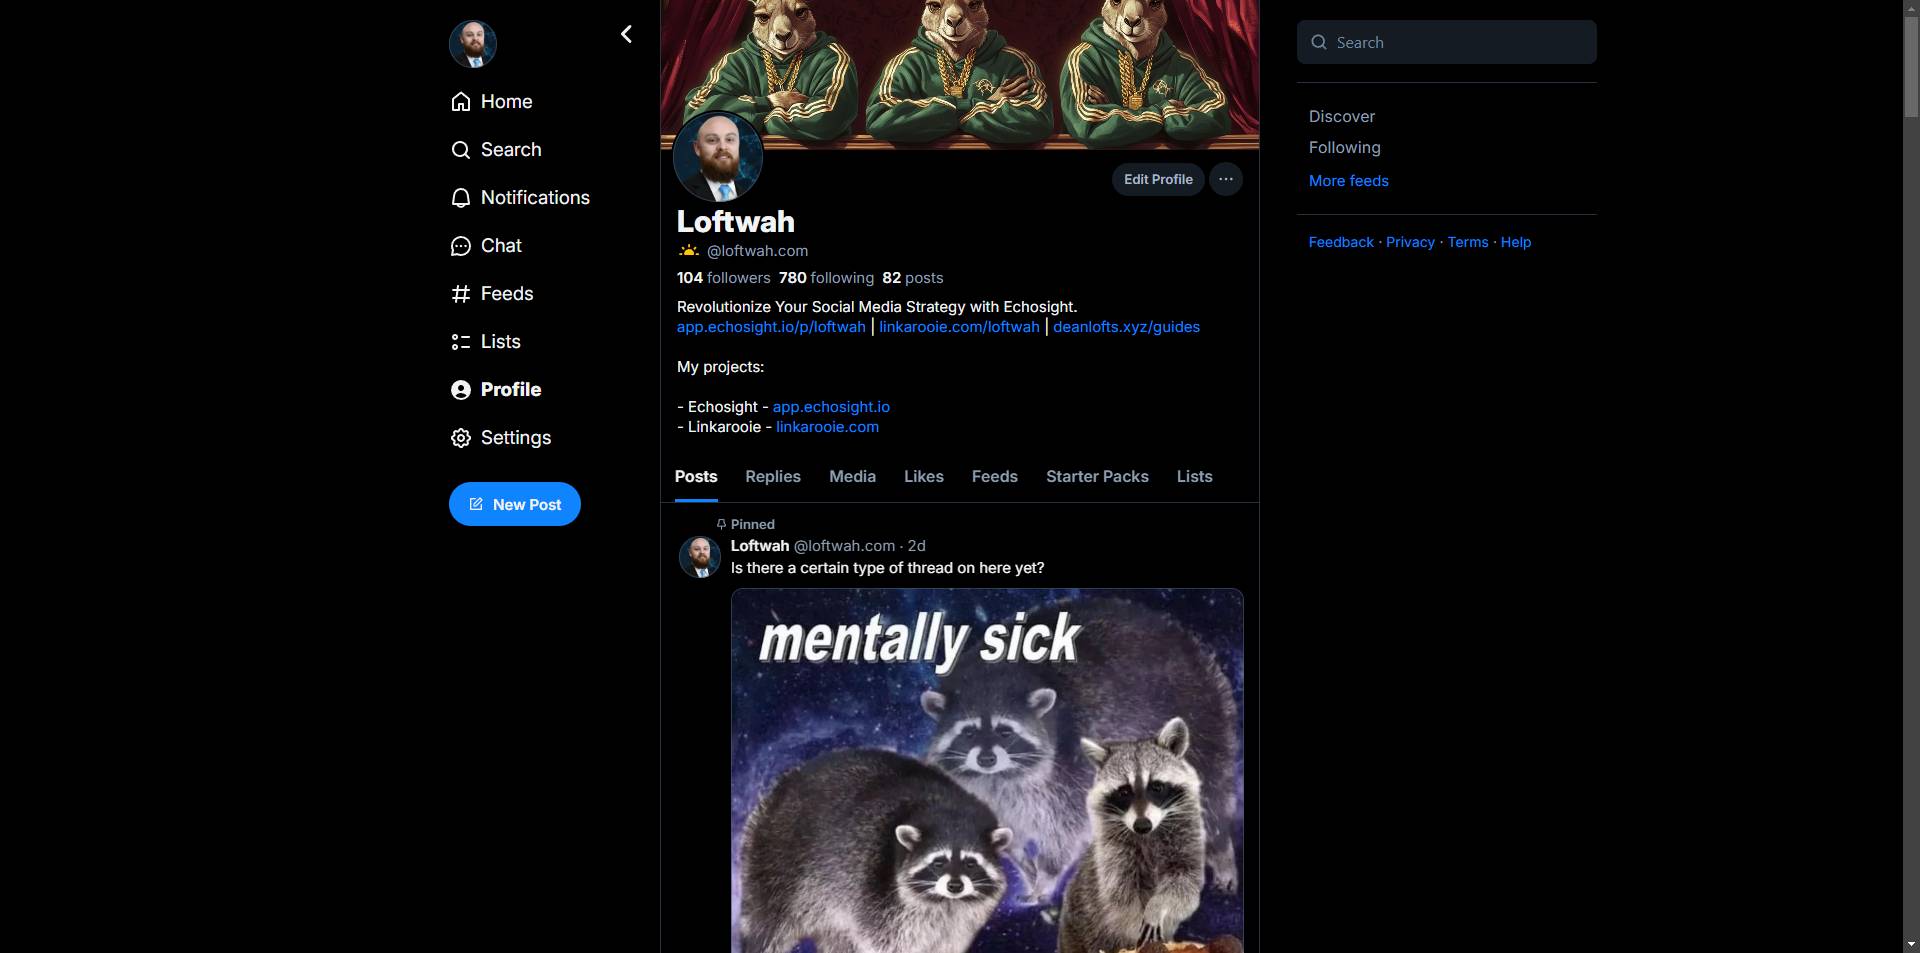 Home
Search
Notifications
Chat
Feeds
Lists
Profile
Settings
New Post
Edit Profile
Loftwah
@loftwah.com
104 followers 780 following 82 posts
Revolutionize Your Social Media Strategy with Echosight.
app.echosight.io/p/loftwah | linkarooie.com/loftwah | deanlofts.xyz/guides
My projects:
- Echosight - app.echosight.io
- Linkarooie - linkarooie.com
Posts Replies Media Likes Feeds Starter Packs Lists
Pinned
Loftwah @loftwah.com · 2d
Is there a certain type of thread on here yet?
mentally sick
Search
Discover
Following
More feeds
Feedback · Privacy · Terms · Help